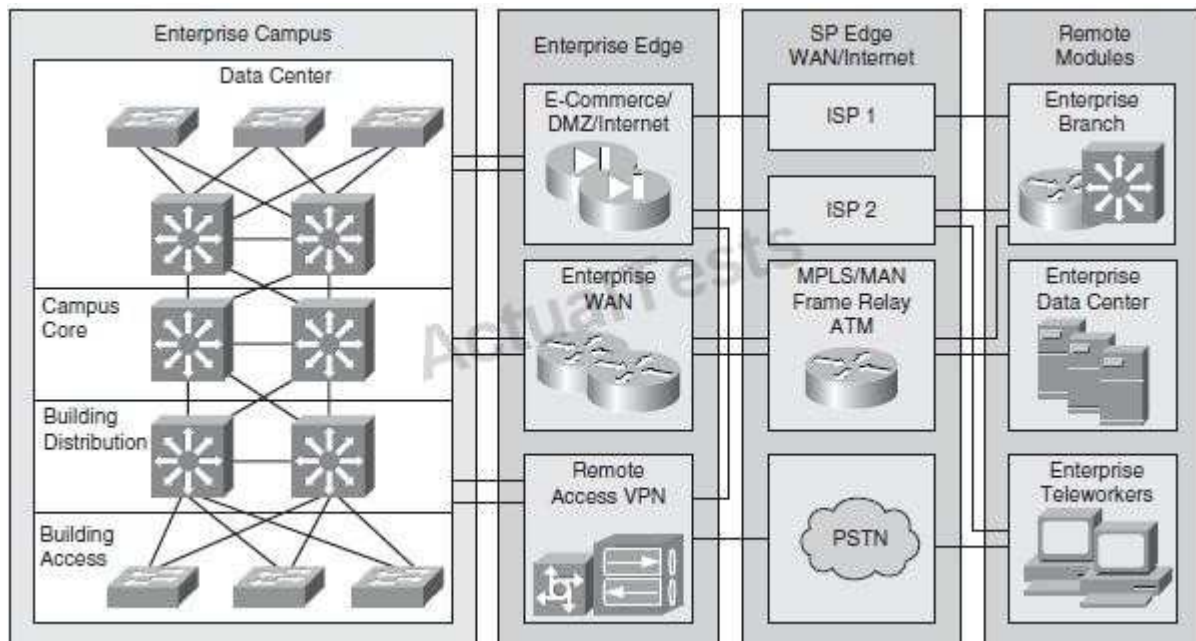 Enterprise Campus
Data Center
Campus
Core
Building
Distribution
Building
Access
Enterprise Edge
E-Commerce/
DMZ/Internet
Enterprise
WAN
Remote
Access VPN
SP Edge
WAN/Internet
ISP 1
ISP 2
MPLS/MAN
Frame Relay
ATM
PSTN
Remote
Modules
Enterprise
Branch
Enterprise
Data Center
Enterprise
Teleworkers
ActualTests